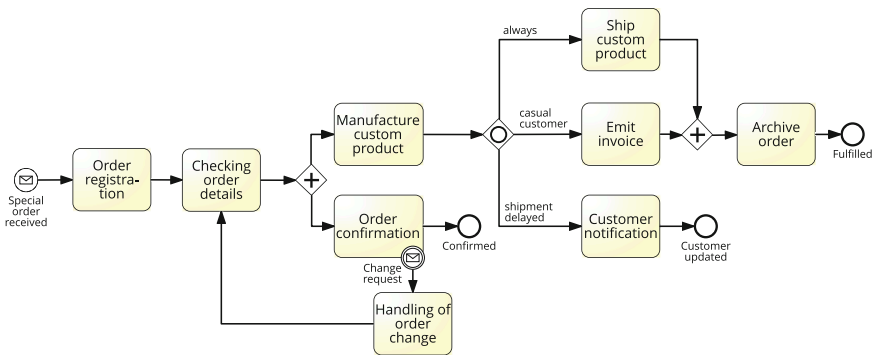 Special
order
received
Order
registra-
tion
Checking
order
details
Manufacture
custom
product
Order
confirmation
Change
request
Handling of
order
change
Confirmed
always
casual
customer
shipment
delayed
Ship
custom
product
Emit
invoice
Customer
notification
Customer
updated
Archive
order
Fulfilled